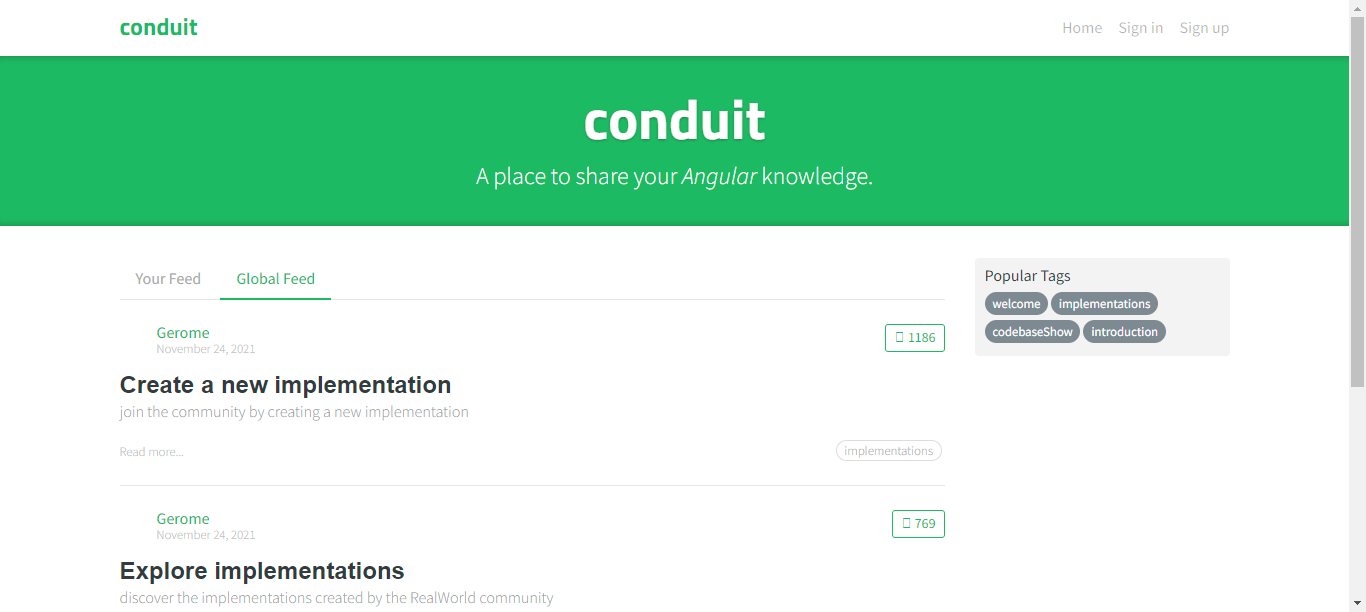 conduit
Home Sign in Sign up
conduit
A place to share your Angular knowledge.
Your Feed Global Feed
Popular Tags
welcome implementations
codebaseShow introduction
Gerome
November 24, 2021
1186
Create a new implementation
join the community by creating a new implementation
Read more...
implementations
Gerome
November 24, 2021
769
Explore implementations
discover the implementations created by the RealWorld community